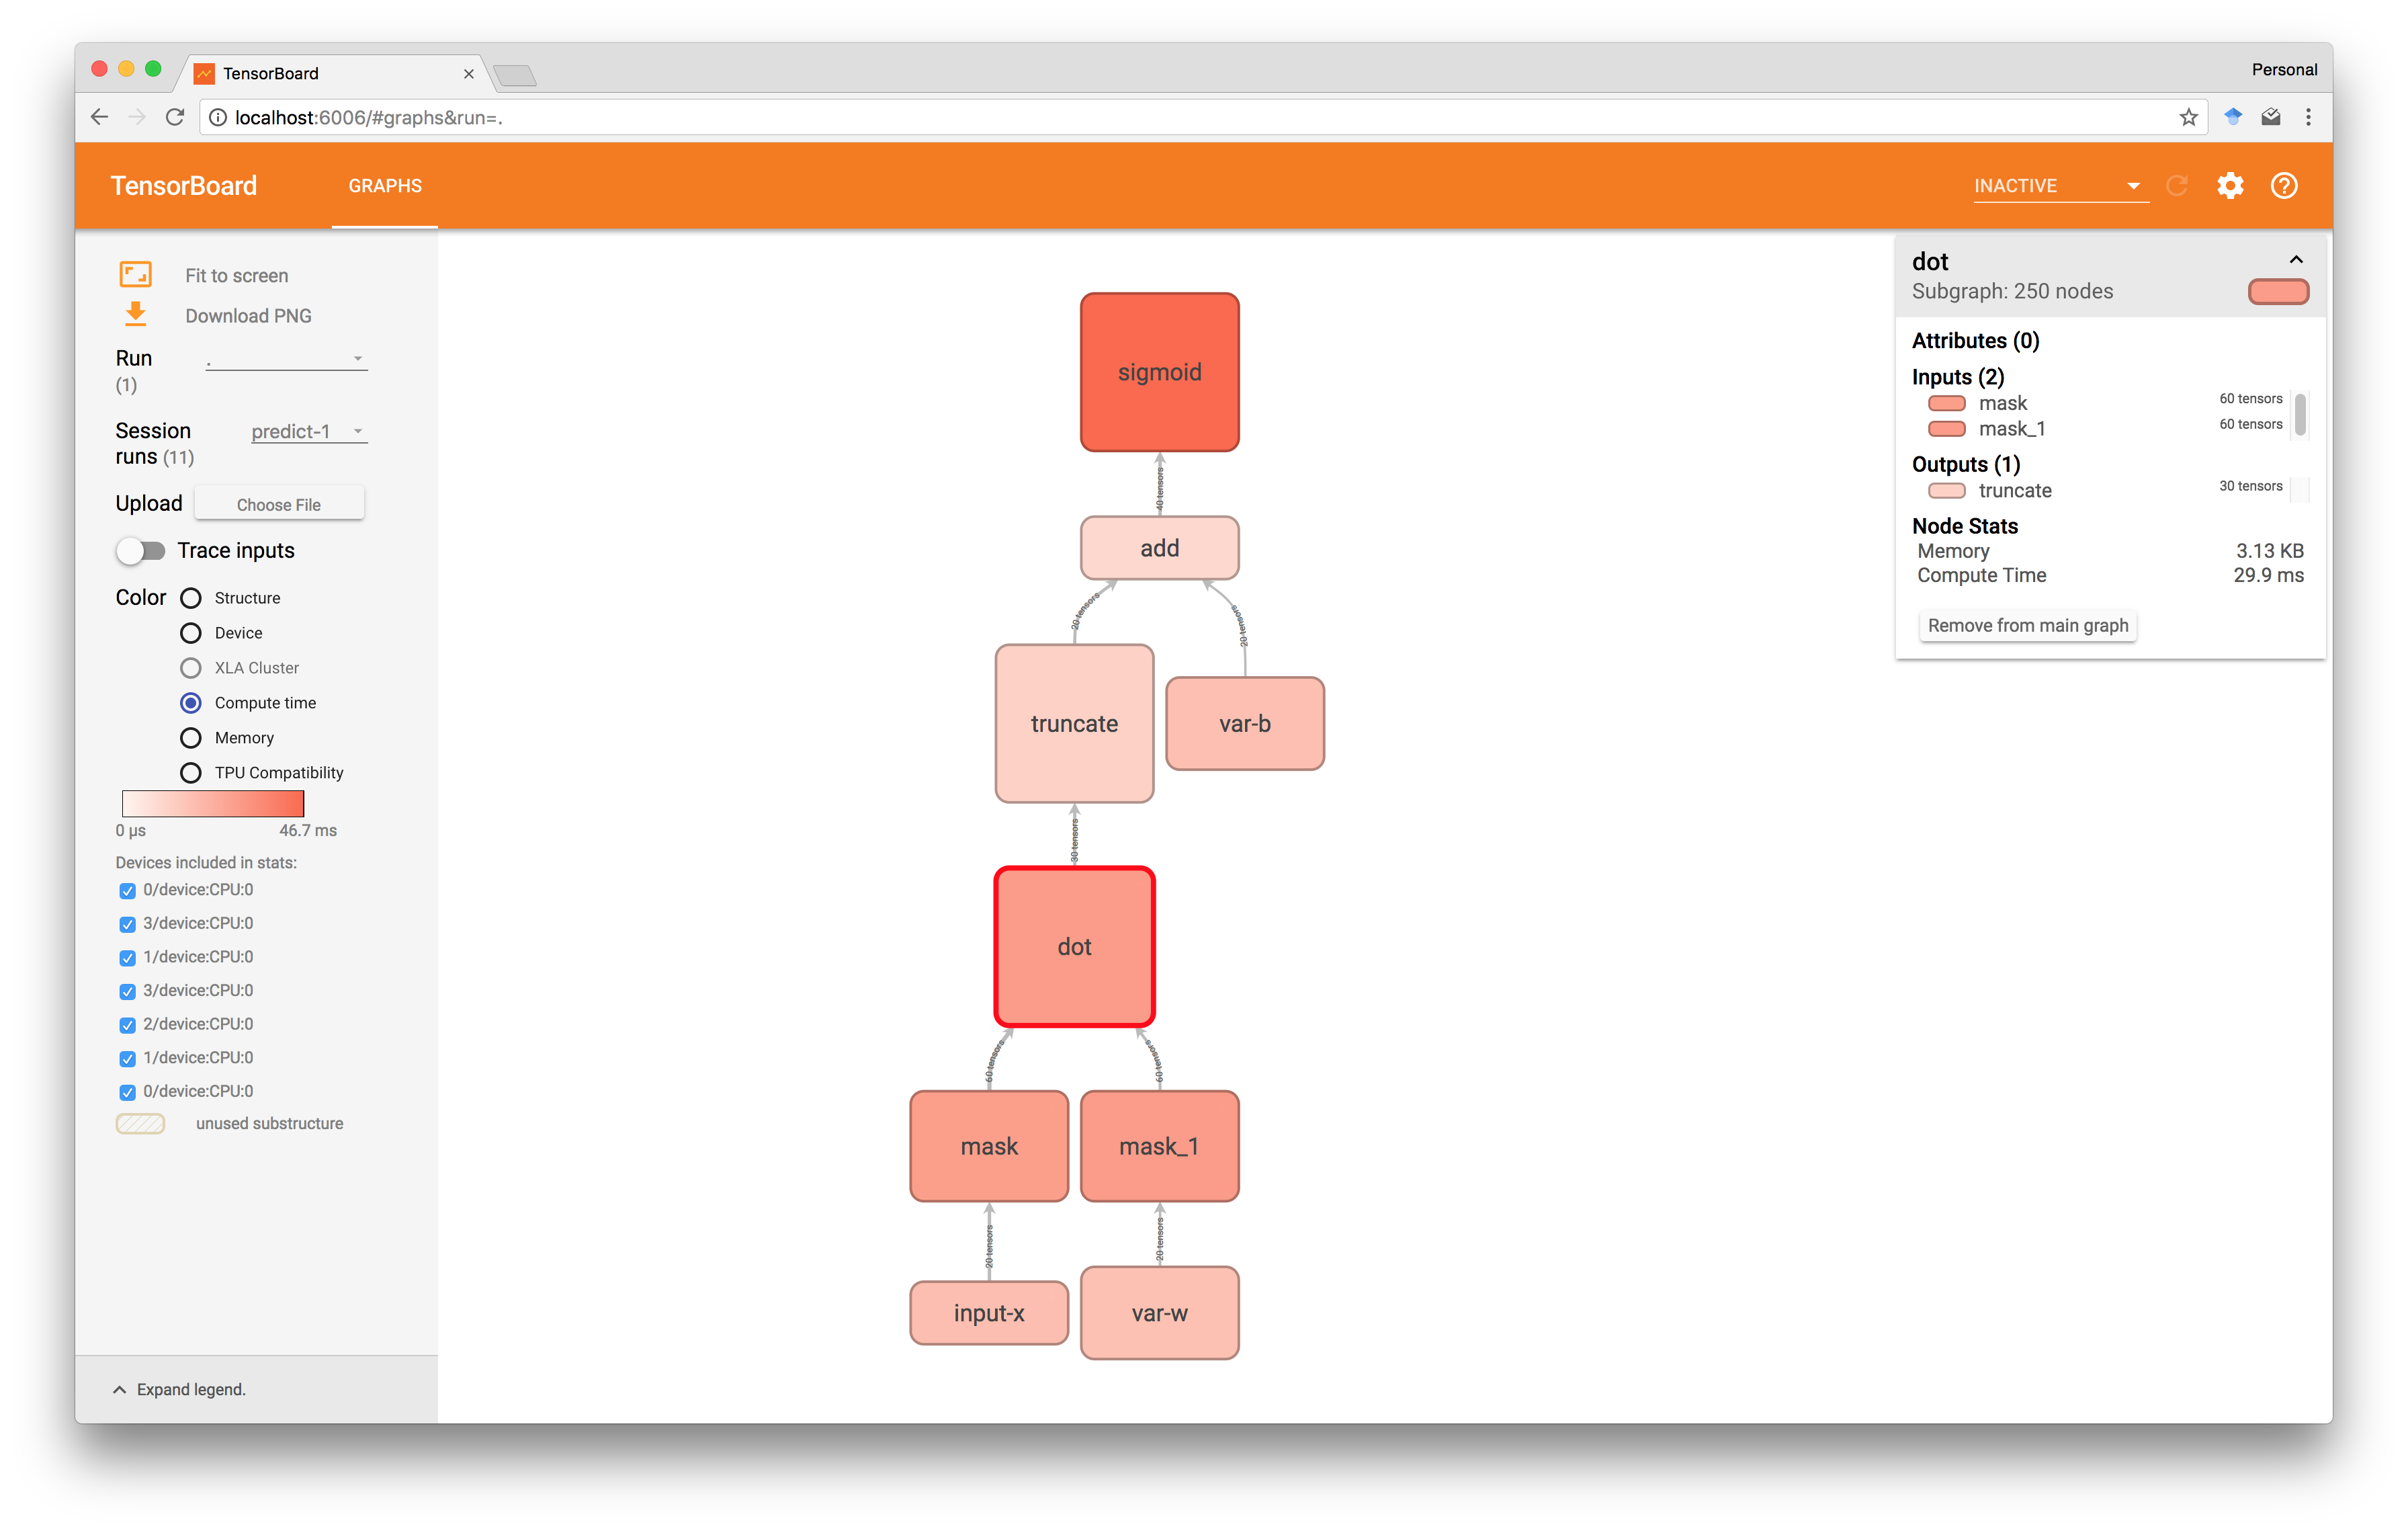 TensorBoard
Personal
localhost:6006/#graphs&run=.
TensorBoard
GRAPHS
INACTIVE
Fit to screen
Download PNG
Run
(1)
.
Session
runs (11)
predict-1
Upload
Choose File
Trace inputs
Color
Structure
Device
XLA Cluster
Compute time
Memory
TPU Compatibility
0 µs
46.7 ms
Devices included in stats:
0/device:CPU:0
3/device:CPU:0
1/device:CPU:0
3/device:CPU:0
2/device:CPU:0
1/device:CPU:0
0/device:CPU:0
unused substructure
Expand legend.
sigmoid
40 tensors
add
20 tensors
20 tensors
truncate
var-b
30 tensors
dot
60 tensors
60 tensors
mask
mask_1
20 tensors
20 tensors
input-x
var-w
dot
Subgraph: 250 nodes
Attributes (0)
Inputs (2)
mask
60 tensors
mask_1
60 tensors
Outputs (1)
truncate
30 tensors
Node Stats
Memory
3.13 KB
Compute Time
29.9 ms
Remove from main graph